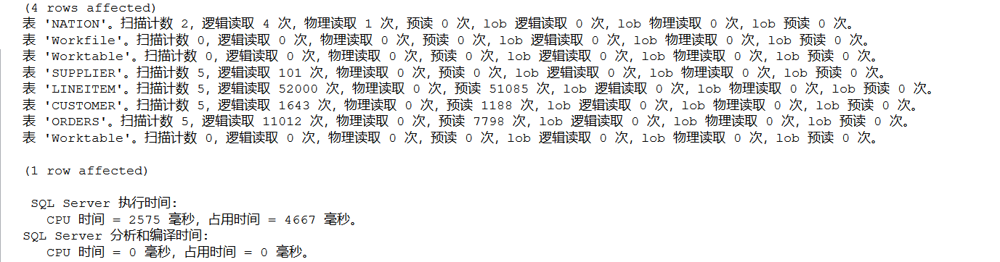 (4 rows affected)
表 'NATION'。扫描计数 2，逻辑读取 4 次，物理读取 1 次，预读 0 次，lob 逻辑读取 0 次，lob 物理读取 0 次，lob 预读 0 次。
表 'Workfile'。扫描计数 0，逻辑读取 0 次，物理读取 0 次，预读 0 次，lob 逻辑读取 0 次，lob 物理读取 0 次，lob 预读 0 次。
表 'Worktable'。扫描计数 0，逻辑读取 0 次，物理读取 0 次，预读 0 次，lob 逻辑读取 0 次，lob 物理读取 0 次，lob 预读 0 次。
表 'SUPPLIER'。扫描计数 5，逻辑读取 101 次，物理读取 0 次，预读 0 次，lob 逻辑读取 0 次，lob 物理读取 0 次，lob 预读 0 次。
表 'LINEITEM'。扫描计数 5，逻辑读取 52000 次，物理读取 0 次，预读 51085 次，lob 逻辑读取 0 次，lob 物理读取 0 次，lob 预读 0 次。
表 'CUSTOMER'。扫描计数 5，逻辑读取 1643 次，物理读取 0 次，预读 1188 次，lob 逻辑读取 0 次，lob 物理读取 0 次，lob 预读 0 次。
表 'ORDERS'。扫描计数 5，逻辑读取 11012 次，物理读取 0 次，预读 7798 次，lob 逻辑读取 0 次，lob 物理读取 0 次，lob 预读 0 次。
表 'Worktable'。扫描计数 0，逻辑读取 0 次，物理读取 0 次，预读 0 次，lob 逻辑读取 0 次，lob 物理读取 0 次，lob 预读 0 次。
(1 row affected)
SQL Server 执行时间:
CPU 时间 = 2575 毫秒，占用时间 = 4667 毫秒。
SQL Server 分析和编译时间:
CPU 时间 = 0 毫秒，占用时间 = 0 毫秒。